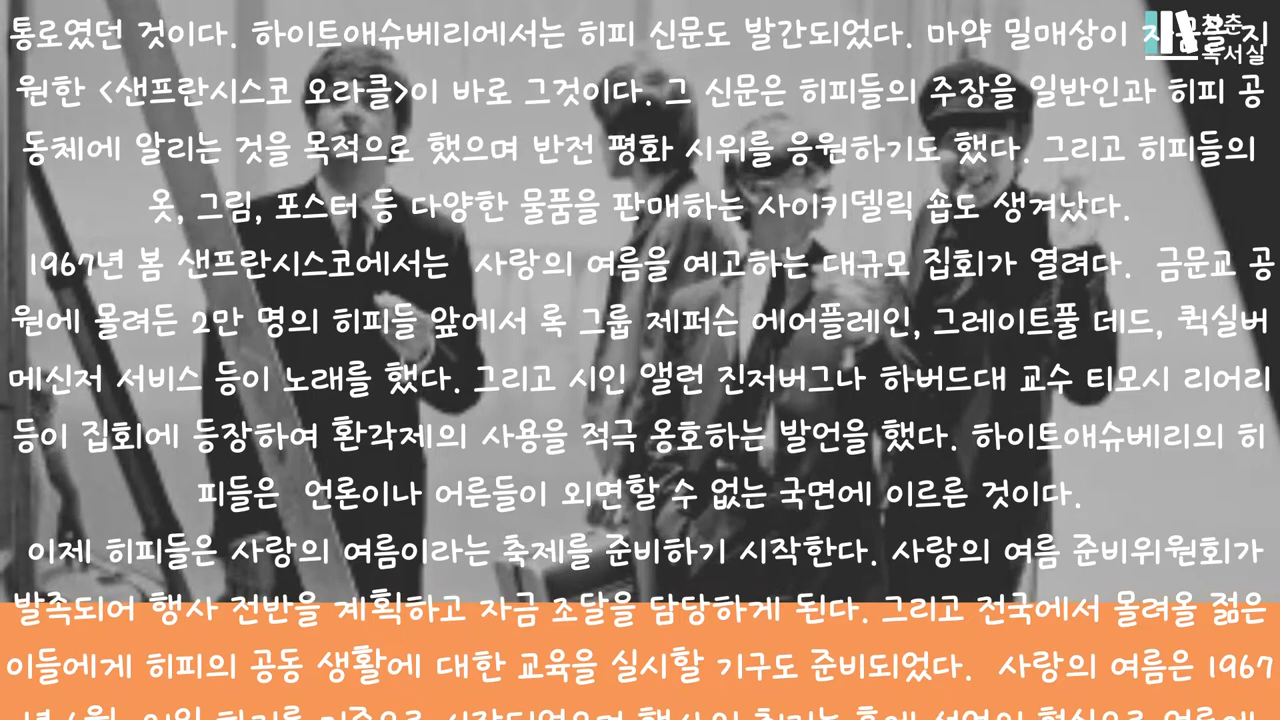 통로였던 것이다. 하이트애슈베리에서는 히피 신문도 발간되었다. 마약 밀매상이 자금을 지
원한 <샌프란시스코 오라클>이 바로 그것이다. 그 신문은 히피들의 주장을 일반인과 히피 공
동체에 알리는 것을 목적으로 했으며 반전 평화 시위를 응원하기도 했다. 그리고 히피들의
옷, 그림, 포스터 등 다양한 물품을 판매하는 사이키델릭 숍도 생겨났다.
1967년 봄 샌프란시스코에서는 사랑의 여름을 예고하는 대규모 집회가 열려다. 금문교 공
원에 몰려든 2만 명의 히피들 앞에서 록 그룹 제퍼슨 에어플레인, 그레이트풀 데드, 퀵실버
메신저 서비스 등이 노래를 했다. 그리고 시인 앨런 진저버그나 하버드대 교수 티모시 리어리
등이 집회에 등장하여 환각제의 사용을 적극 옹호하는 발언을 했다. 하이트애슈베리의 히
피들은 언론이나 어른들이 외면할 수 없는 국면에 이르른 것이다.
이제 히피들은 사랑의 여름이라는 축제를 준비하기 시작한다. 사랑의 여름 준비위원회가
발족되어 행사 전반을 계획하고 자금 조달을 담당하게 된다. 그리고 전국에서 몰려올 젊은
이들에게 히피의 공동 생활에 대한 교육을 실시할 기구도 준비되었다. 사랑의 여름은 1967
독서실